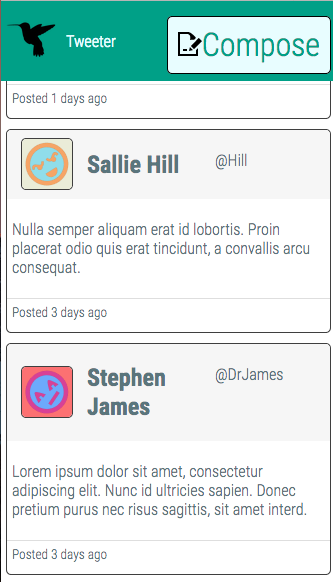 Tweeter
Compose
Posted 1 days ago
Sallie Hill
@Hill
Nulla semper aliquam erat id lobortis. Proin
placerat odio quis erat tincidunt, a convallis arcu
consequat.
Posted 3 days ago
Stephen
James
@DrJames
Lorem ipsum dolor sit amet, consectetur
adipiscing elit. Nunc id ultricies sapien. Donec
pretium purus nec risus sagittis, sit amet interd.
Posted 3 days ago